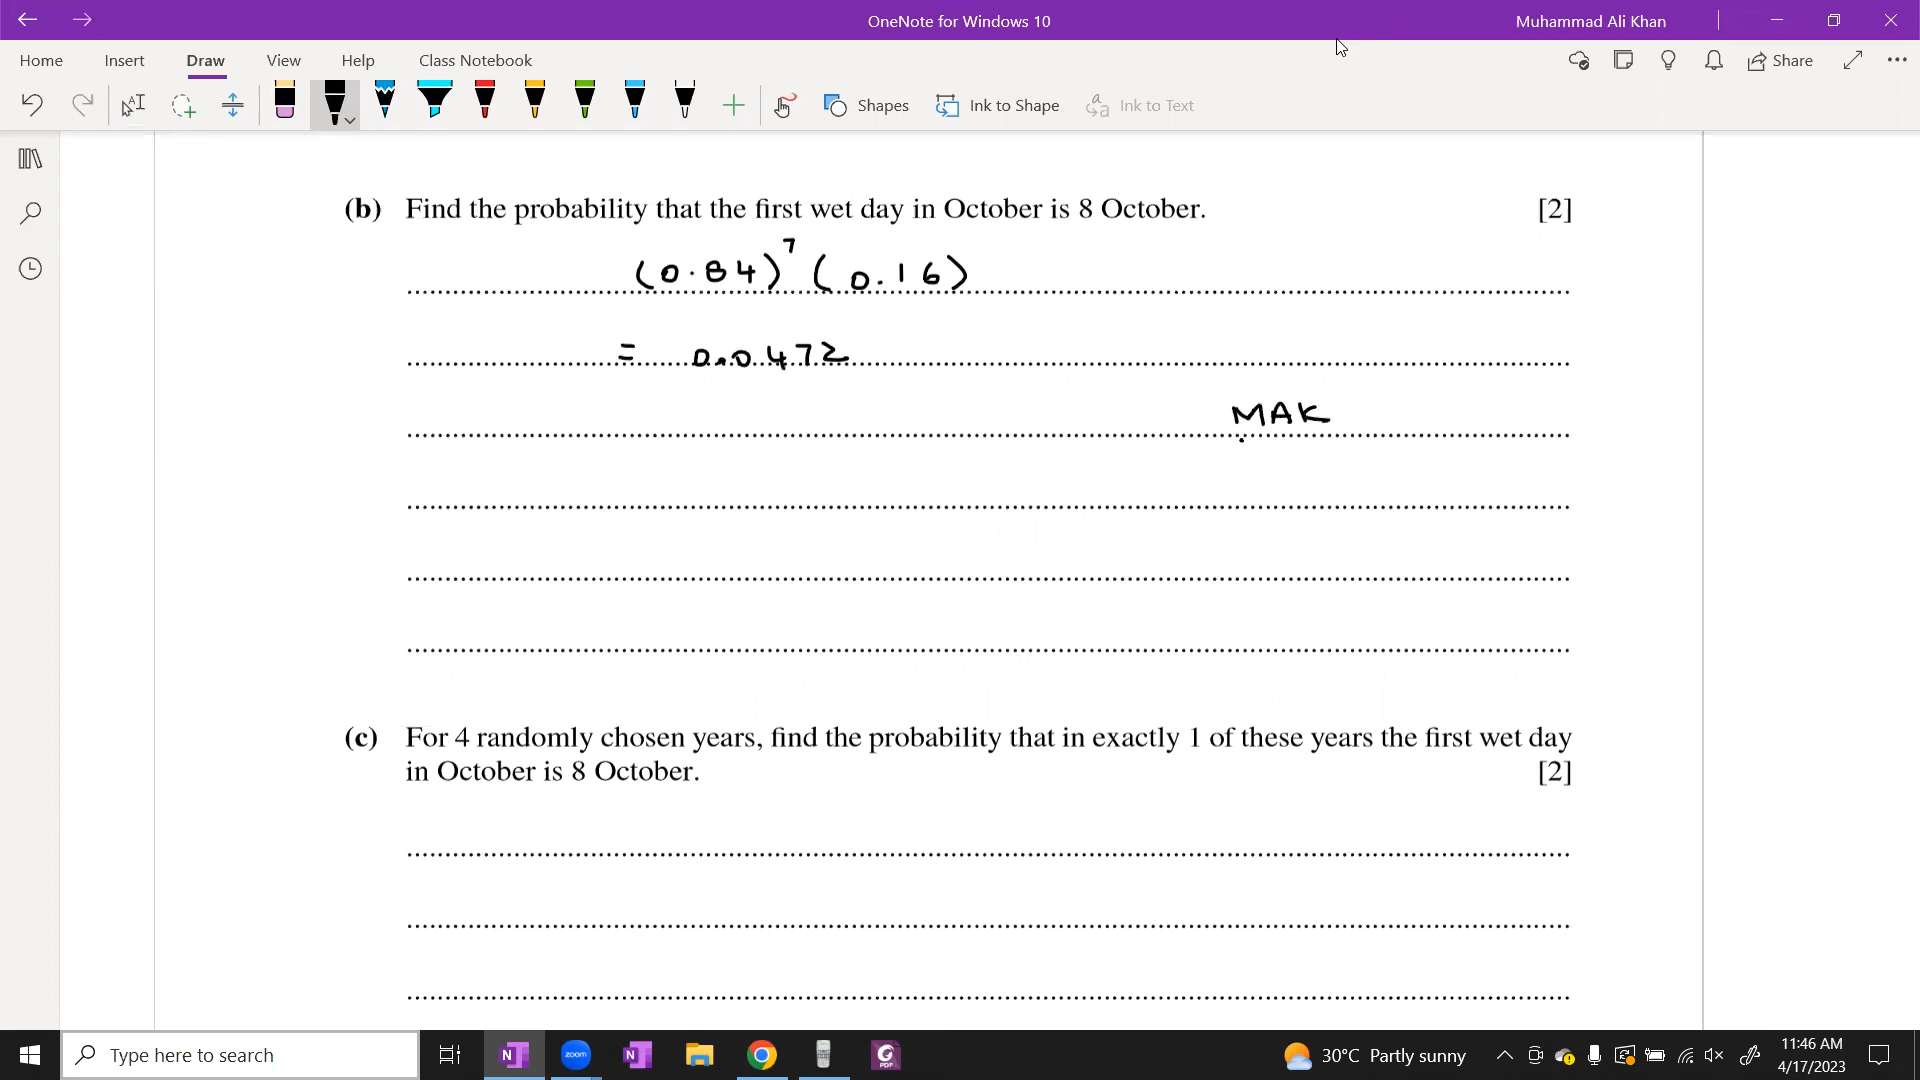 OneNote for Windows 10
Muhammad Ali Khan
Home Insert Draw View Help Class Notebook
Share
Shapes Ink to Shape Ink to Text
(b) Find the probability that the first wet day in October is 8 October. [2]
(0.84)⁷ (0.16)
= 0.0472
MAK
(c) For 4 randomly chosen years, find the probability that in exactly 1 of these years the first wet day
in October is 8 October. [2]
Type here to search
zoom
PDF
30°C Partly sunny
11:46 AM
4/17/2023